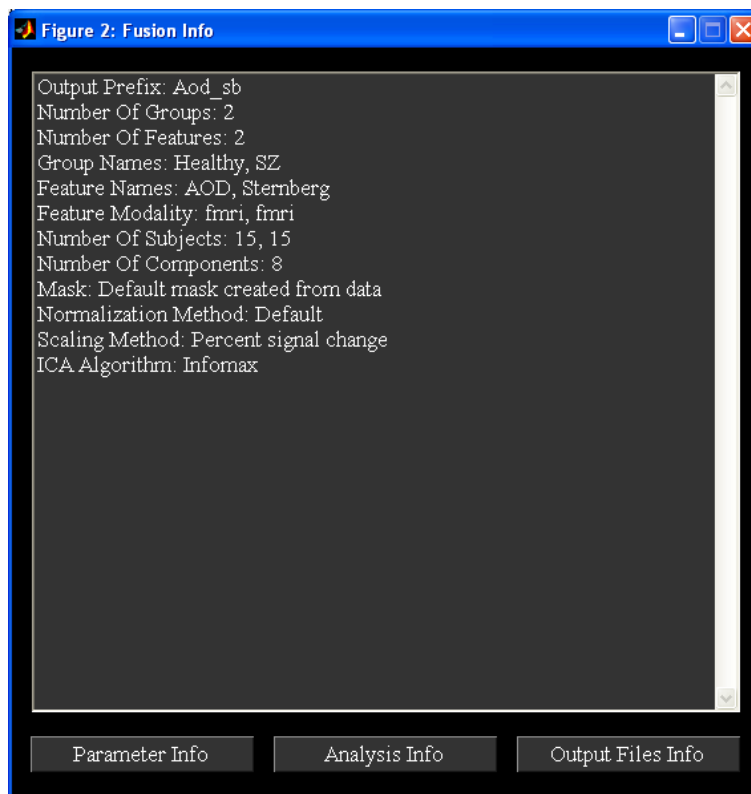 Figure 2: Fusion Info
Output Prefix: Aod_sb
Number Of Groups: 2
Number Of Features: 2
Group Names: Healthy, SZ
Feature Names: AOD, Sternberg
Feature Modality: fmri, fmri
Number Of Subjects: 15, 15
Number Of Components: 8
Mask: Default mask created from data
Normalization Method: Default
Scaling Method: Percent signal change
ICA Algorithm: Infomax
Parameter Info
Analysis Info
Output Files Info